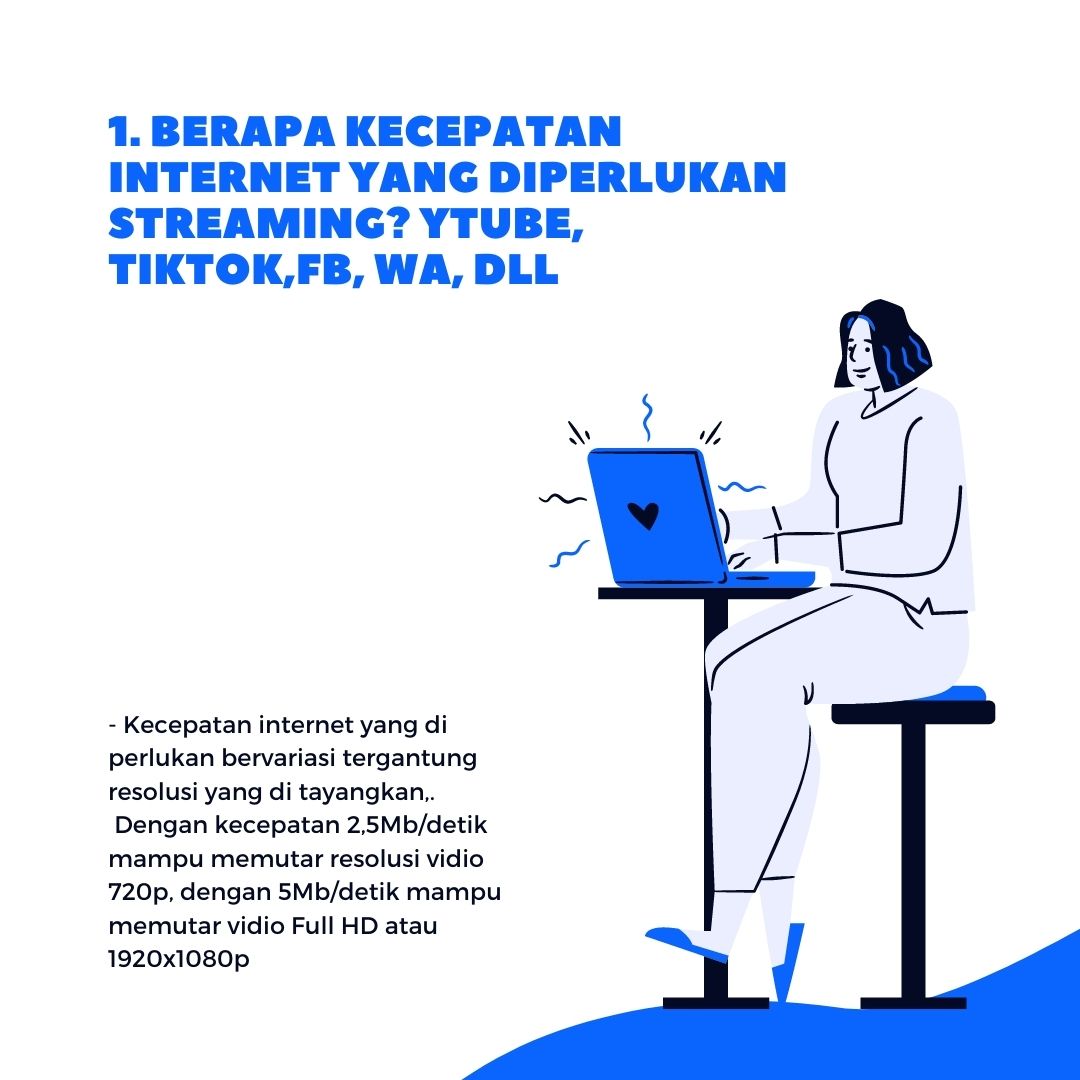 1. BERAPA KECEPATAN
INTERNET YANG DIPERLUKAN
STREAMING? YTUBE,
TIKTOK,FB, WA, DLL
- Kecepatan internet yang di
perlukan bervariasi tergantung
resolusi yang di tayangkan,.
Dengan kecepatan 2,5Mb/detik
mampu memutar resolusi vidio
720p, dengan 5Mb/detik mampu
memutar vidio Full HD atau
1920x1080p